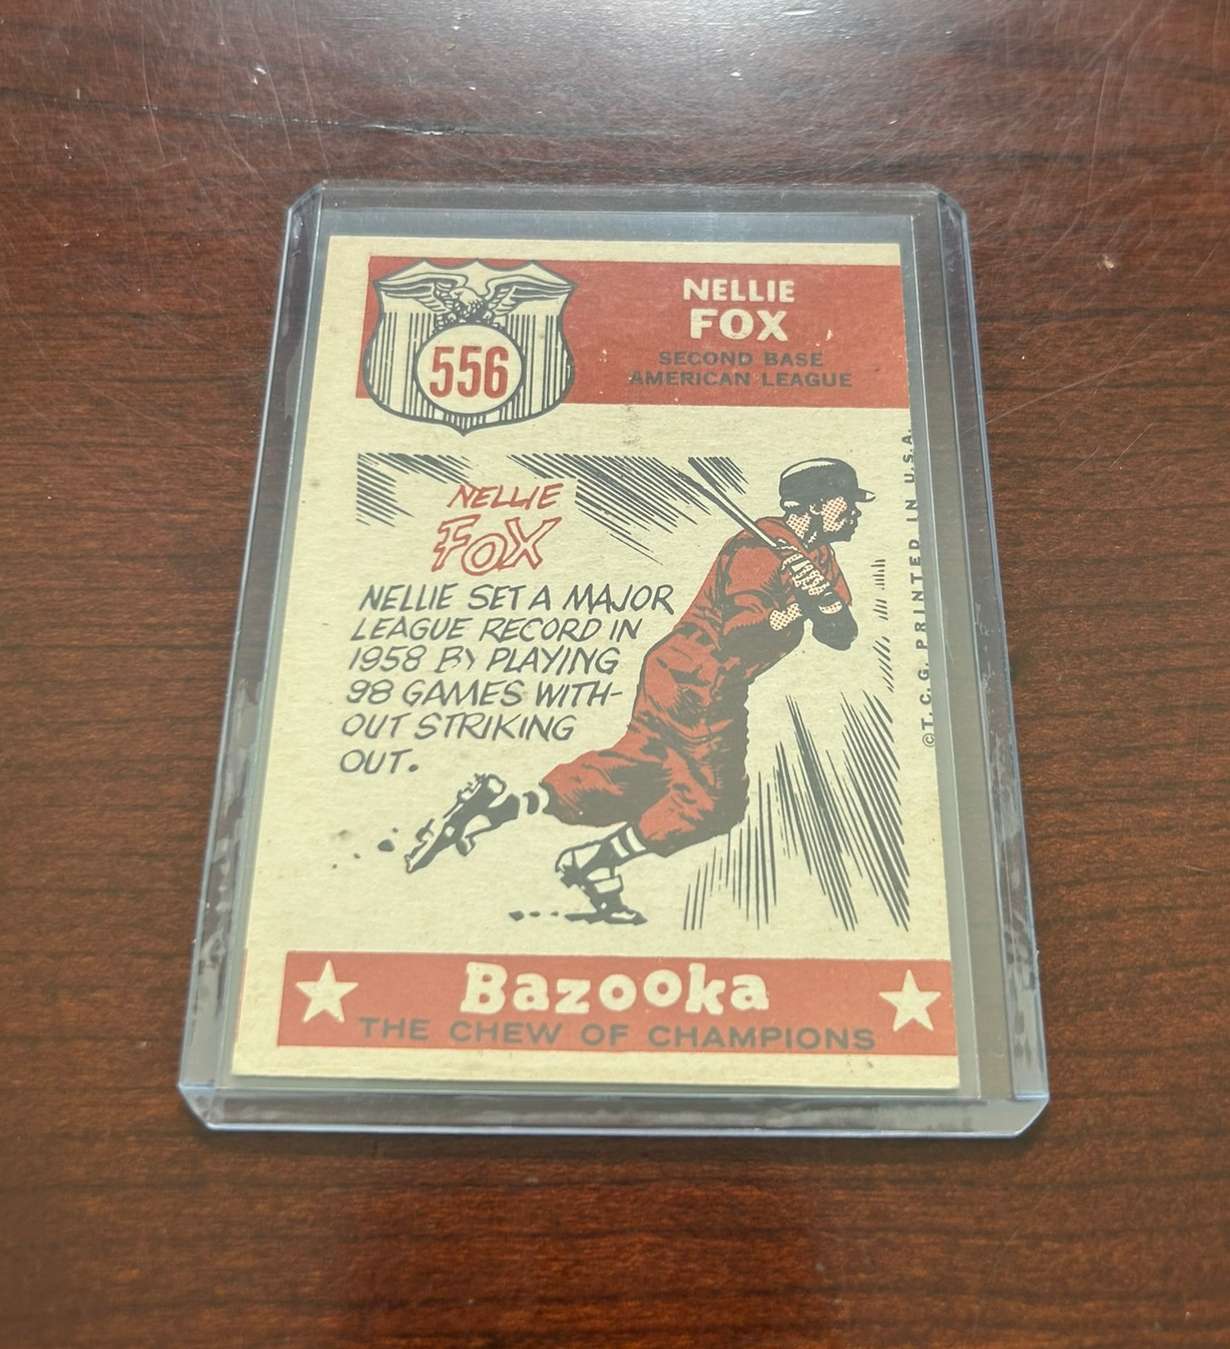 556
NELLIE
FOX
SECOND BASE
AMERICAN LEAGUE
NELLIE
FOX
NELLIE SET A MAJOR
LEAGUE RECORD IN
1958 BY PLAYING
98 GAMES WITH-
OUT STRIKING
OUT.
©T.C.G. PRINTED IN U.S.A.
Bazooka
THE CHEW OF CHAMPIONS